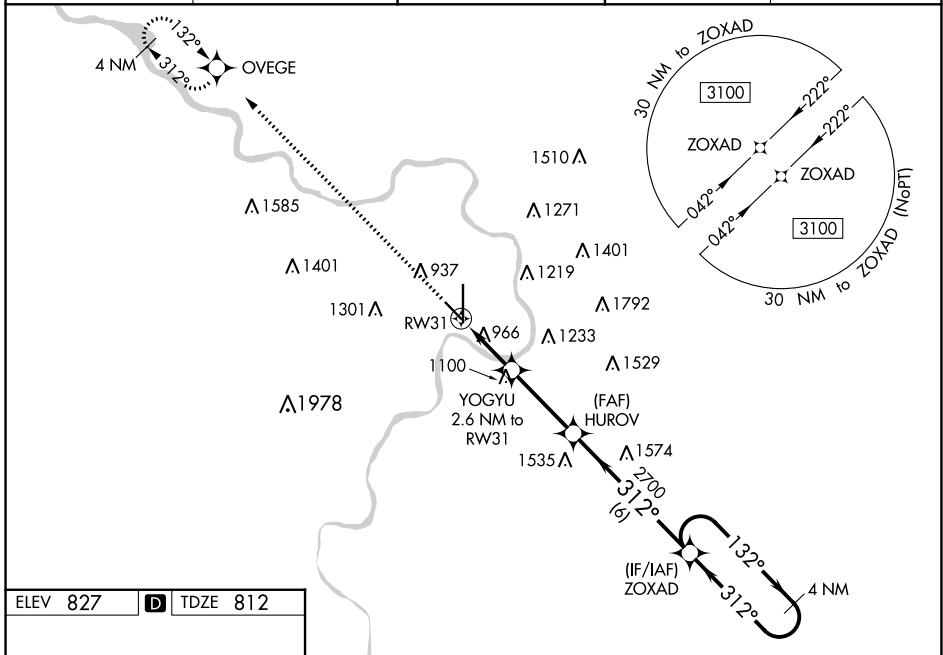 132°
4 NM
312°
OVEGE
30 NM to ZOXAD
3100
222°
ZOXAD
042°
222°
ZOXAD
042°
3100
30 NM to ZOXAD (NoPT)
1510
1585
1271
1401
1401
937
1219
1301
RW31
1792
966
1233
1100
1529
1978
YOGYU
2.6 NM to
RW31
(FAF)
HUROV
1535
1574
2700
312°
(6)
(IF/IAF)
ZOXAD
132°
4 NM
312°
ELEV 827 D TDZE 812